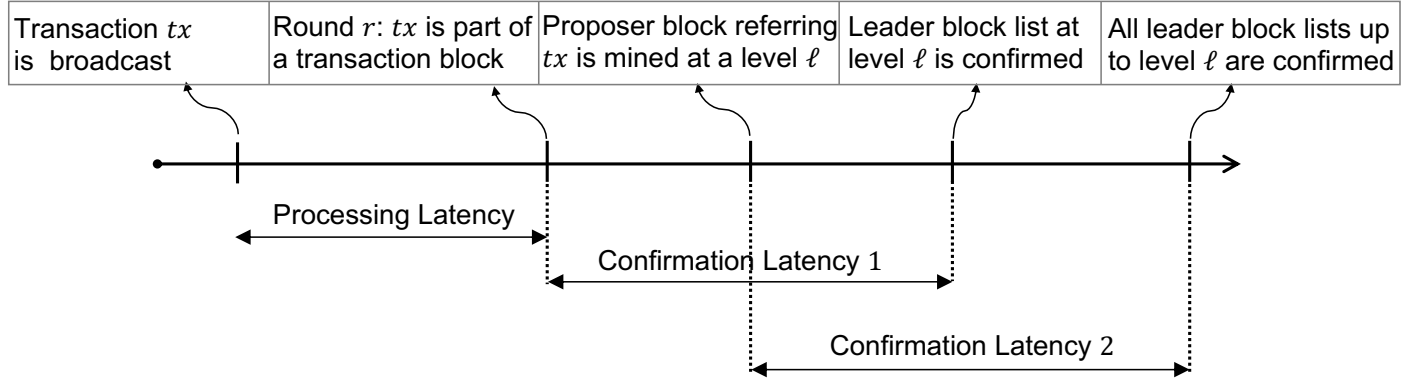 Transaction 𝑡𝑥
is broadcast
Round 𝑟: 𝑡𝑥 is part of
a transaction block
Proposer block referring
𝑡𝑥 is mined at a level ℓ
Leader block list at
level ℓ is confirmed
All leader block lists up
to level ℓ are confirmed
Processing Latency
Confirmation Latency 1
Confirmation Latency 2